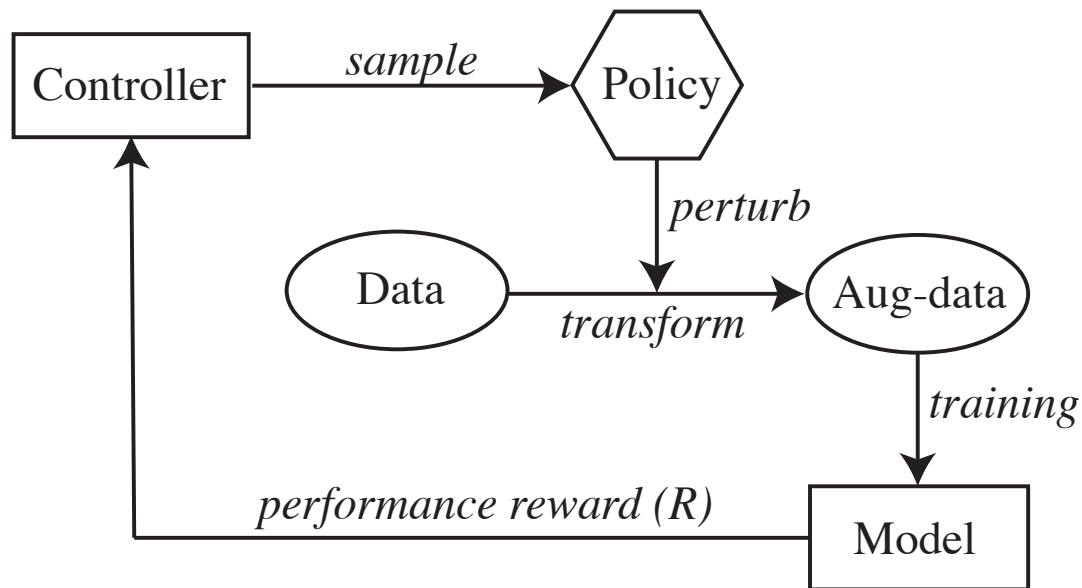 Controller
sample
Policy
perturb
Data
transform
Aug-data
training
performance reward (R)
Model